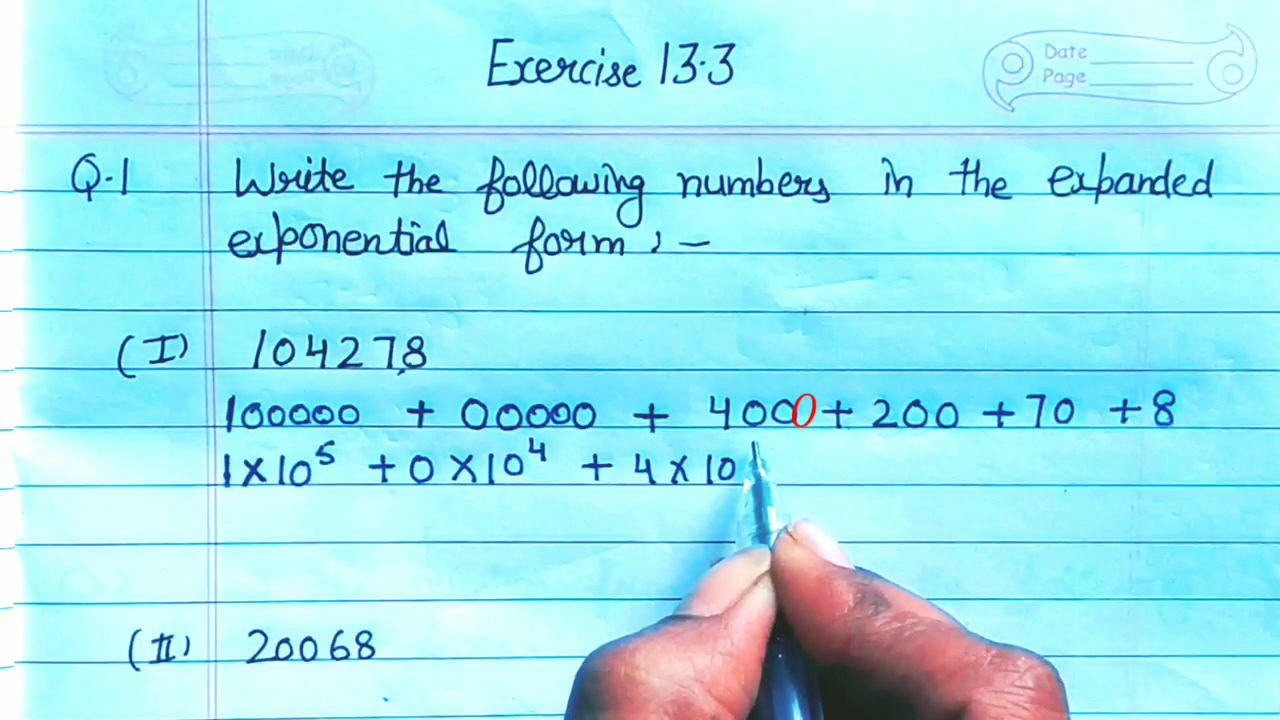 Exercise 13.3
Date
Page
Q.1 Write the following numbers in the expanded
exponential form :-
(I) 104278
100000 + 00000 + 4000 + 200 + 70 + 8
1×10⁵ + 0×10⁴ + 4×10
(II) 20068